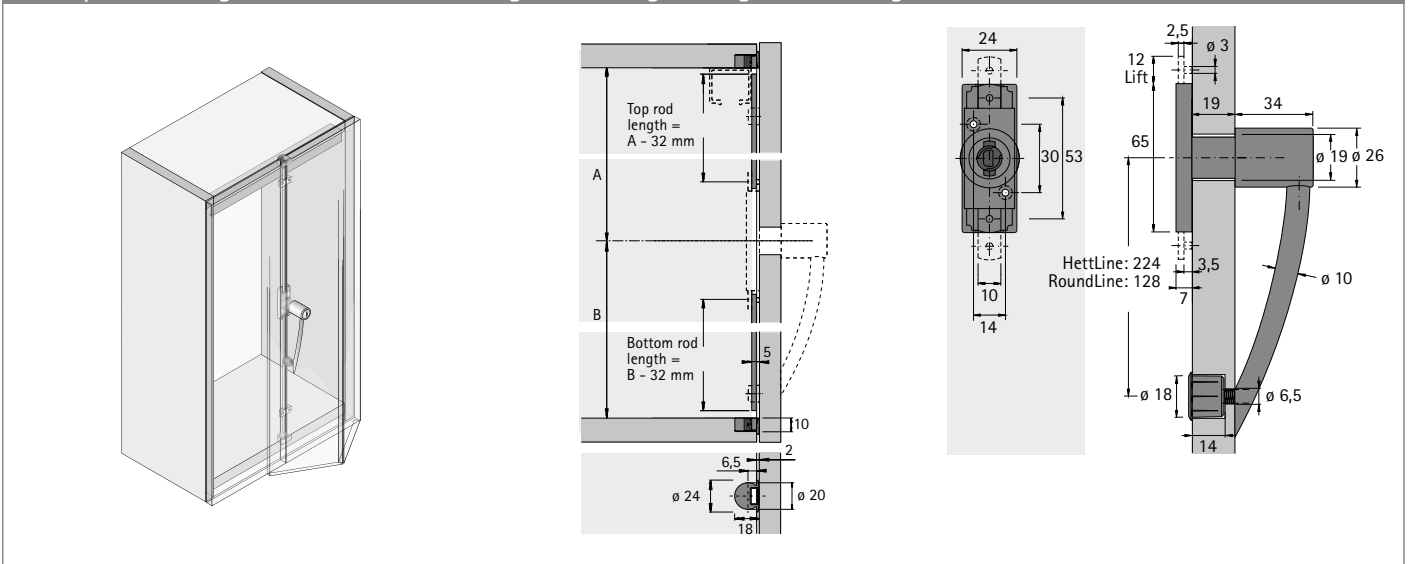 Top rod
length =
A - 32 mm
A
B
Bottom rod
length =
B - 32 mm
5
10
2
6,5
ø 24
ø 20
18
24
30
53
10
14
2,5
ø 3
12
Lift
19
34
65
ø 19
ø 26
HettLine: 224
RoundLine: 128
3,5
7
ø 10
ø 18
ø 6,5
14